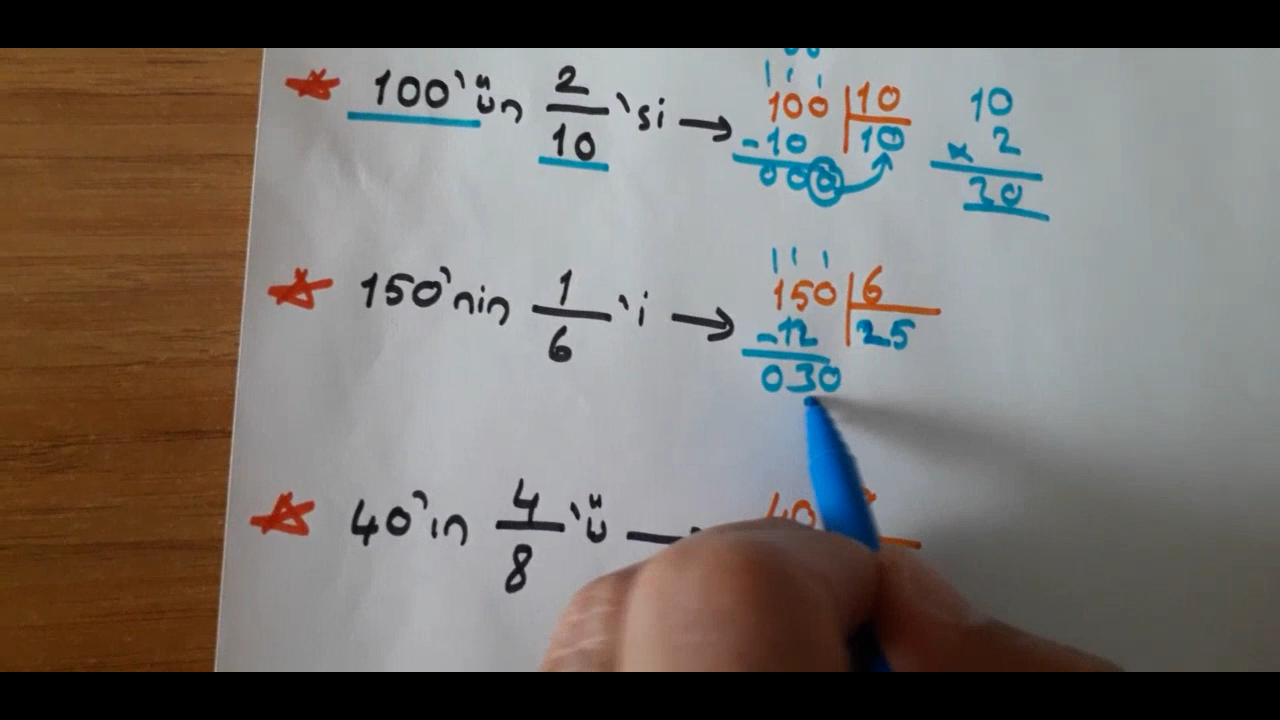 100'ün 2/10'si → 100 | 10 10
- 10 | 10 x 2
000 30
150'nin 1/6'i → 150 | 6
- 12 | 25
030
40'ın 4/8'ü → 40